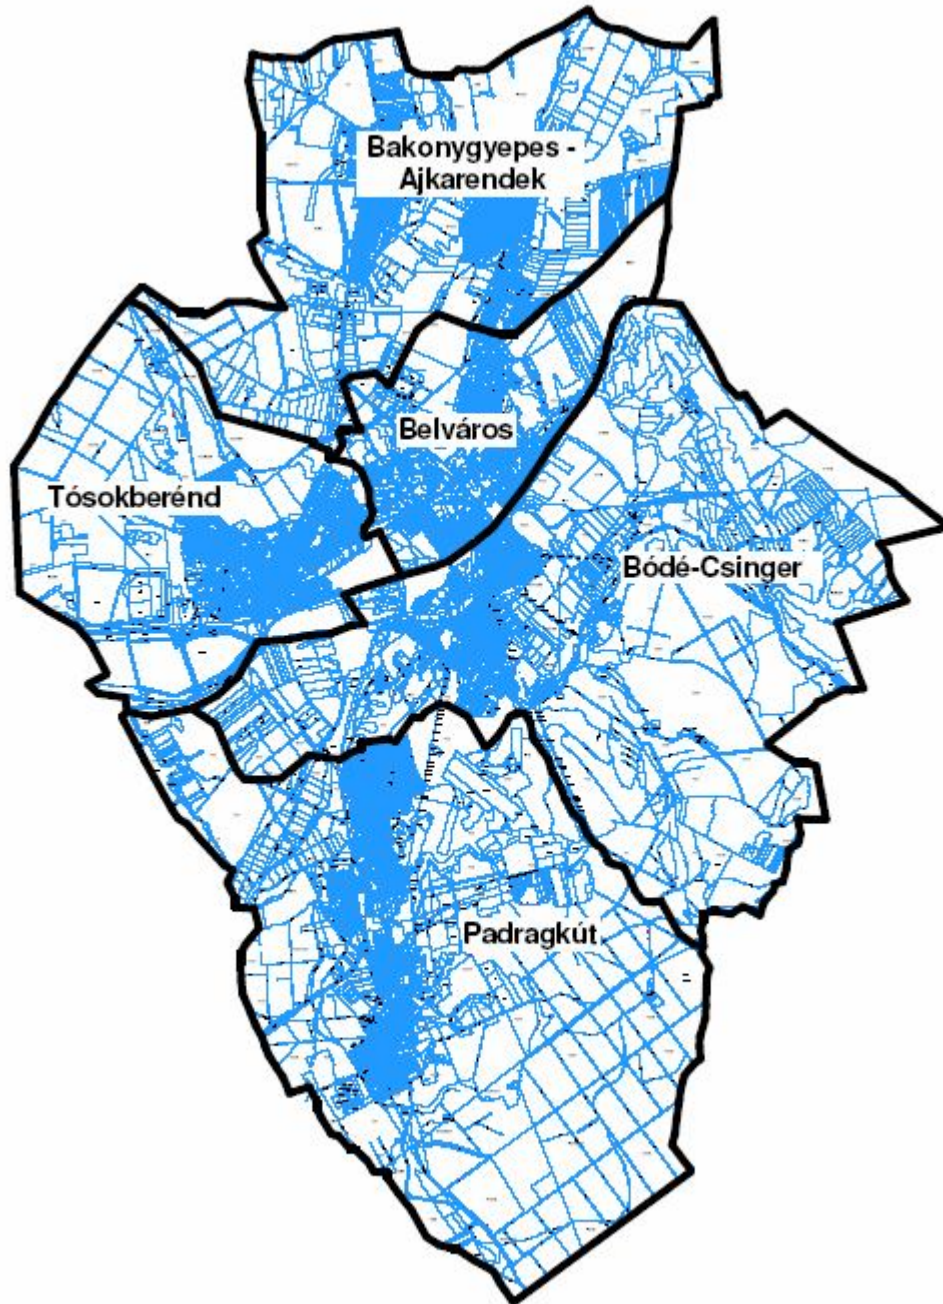 Bakonygyepes -
Ajkarendek
Belváros
Tósokberénd
Bódé-Csinger
Padragkút